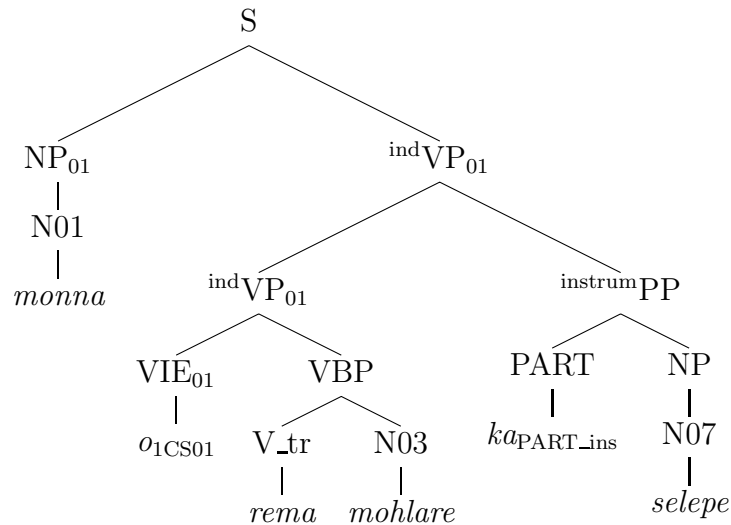 S
NP01 indVP01
N01
monna
indVP01 instrumPP
VIE01 VBP PART NP
o1CS01 V_tr N03 kaPART_ins N07
rema mohlare selepe